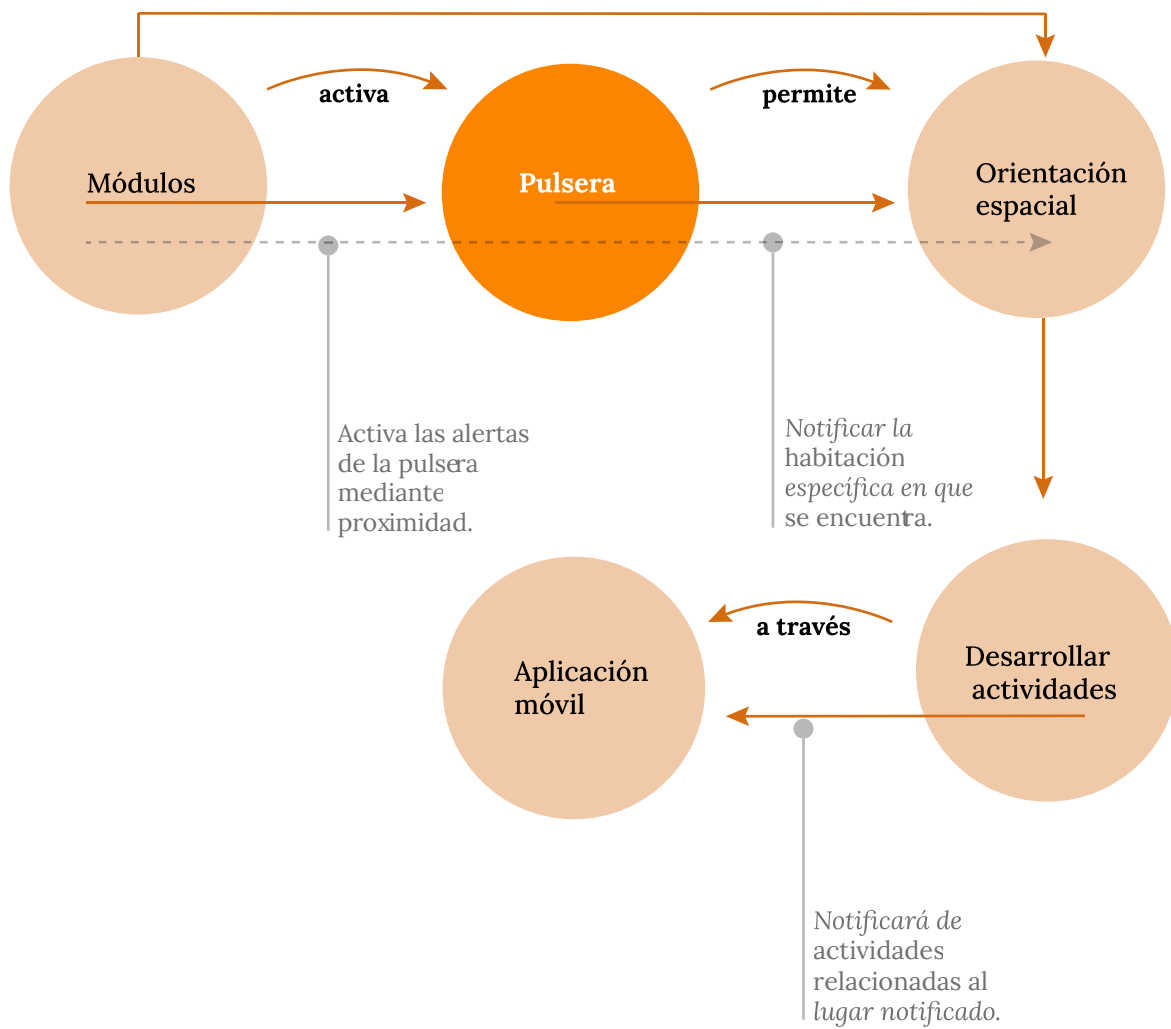 activa
permite
Módulos
Pulsera
Orientación
espacial
Activa las alertas
de la pulsera
mediante
proximidad.
Notificar la
habitación
específica en que
se encuentra.
a través
Aplicación
móvil
Desarrollar
actividades
Notificará de
actividades
relacionadas al
lugar notificado.